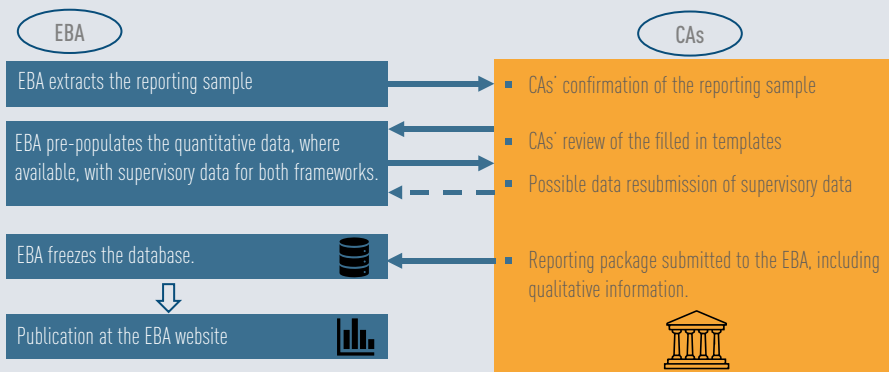 EBA
CAs
EBA extracts the reporting sample
CAs´ confirmation of the reporting sample
EBA pre-populates the quantitative data, where
available, with supervisory data for both frameworks.
CAs´ review of the filled in templates
Possible data resubmission of supervisory data
EBA freezes the database.
Reporting package submitted to the EBA, including
qualitative information.
Publication at the EBA website